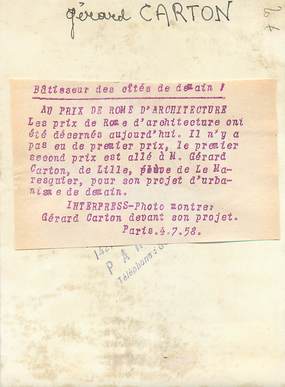 gérard CARTON
Bâtisseur des cités de demain !
AU PRIX DE ROME D'ARCHITECTURE
Les prix de Rome d'architecture ont
été décernés aujourd'hui. Il n'y a
pas eu de premier prix, le premier
second prix est allé à M. Gérard
Carton, de Lille, élève de Le Ma-
resquier, pour son projet d'urba-
nisme de demain.
INTERPRESS-Photo montre:
Gérard Carton devant son projet.
Paris.4.7.58.
Téléphone